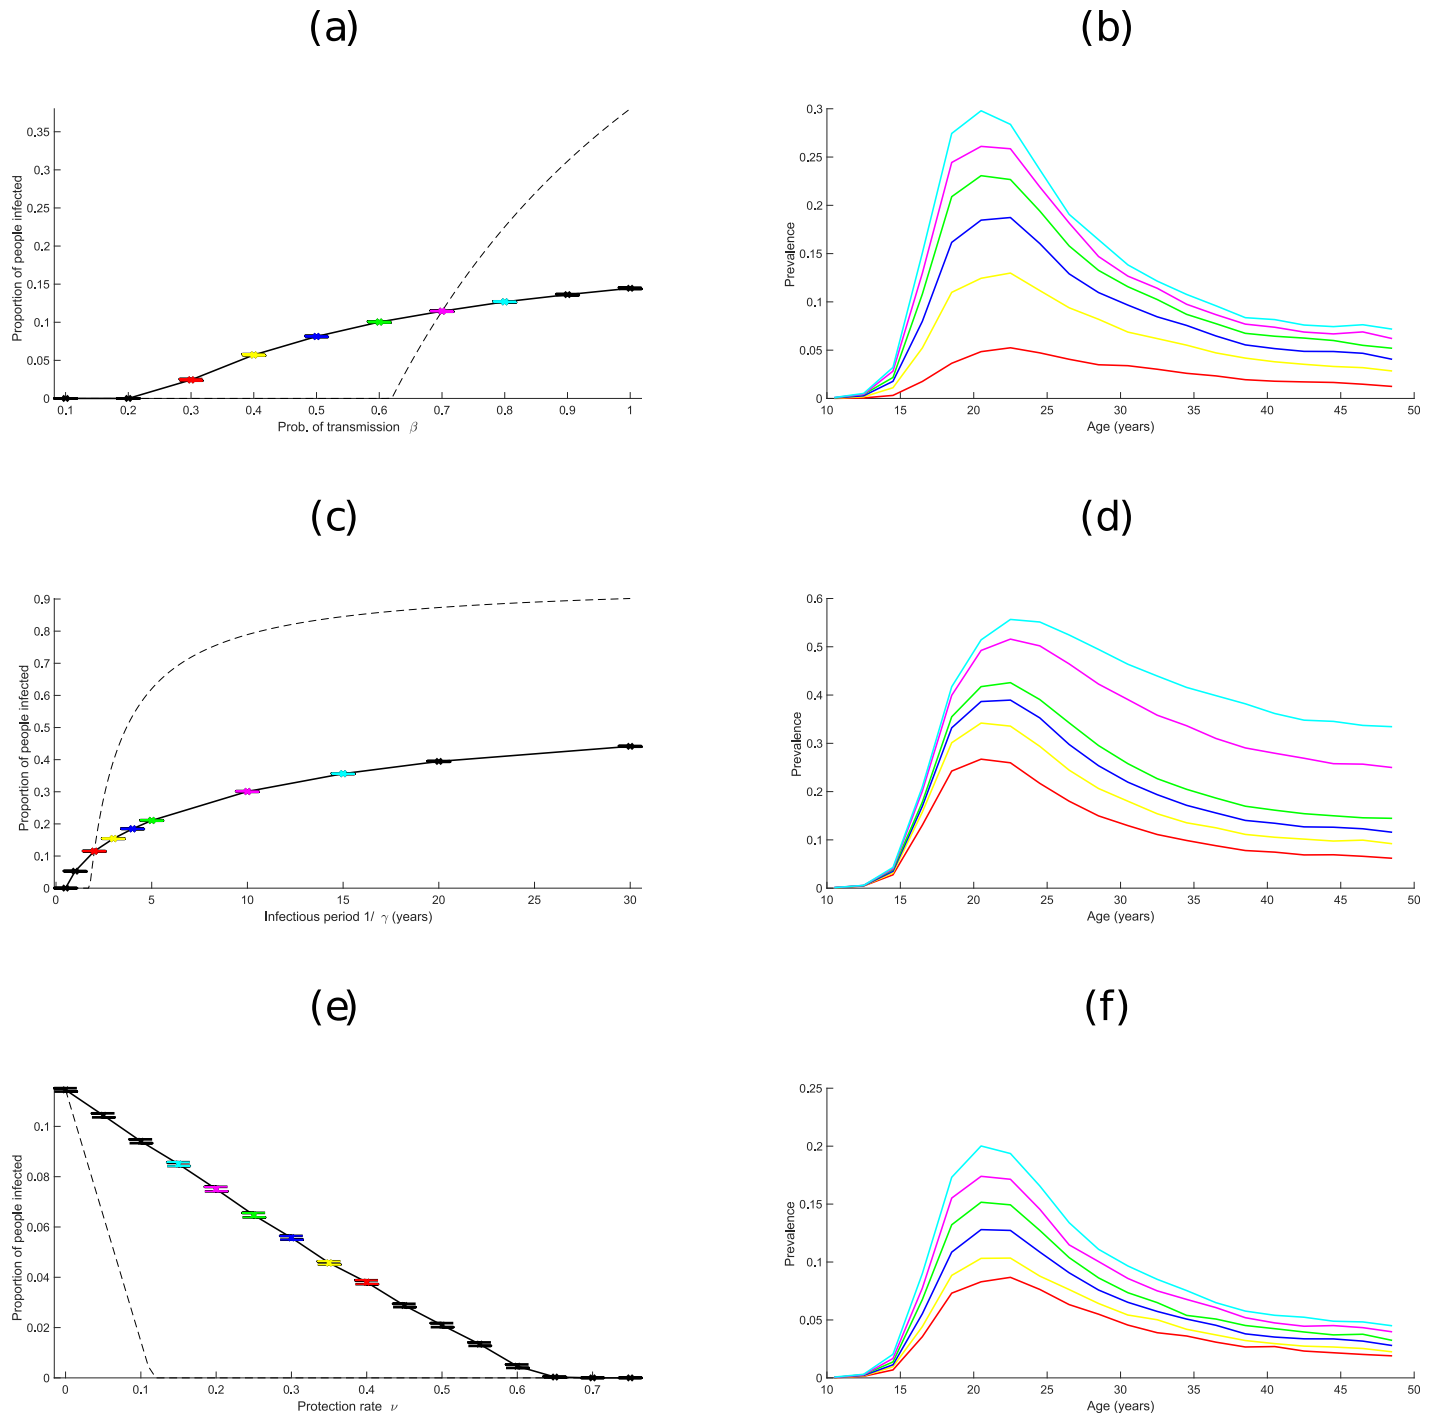 (a)
0.35
0.3
0.25
0.2
0.15
0.1
0.05
0
Proportion of people infected
0.1 0.2 0.3 0.4 0.5 0.6 0.7 0.8 0.9 1
Prob. of transmission β
(b)
0.3
0.25
0.2
0.15
0.1
0.05
0
Prevalence
10 15 20 25 30 35 40 45 50
Age (years)
(c)
0.9
0.8
0.7
0.6
0.5
0.4
0.3
0.2
0.1
0
Proportion of people infected
0 5 10 15 20 25 30
Infectious period 1/ γ (years)
(d)
0.6
0.5
0.4
0.3
0.2
0.1
0
Prevalence
10 15 20 25 30 35 40 45 50
Age (years)
(e)
0.1
0.08
0.06
0.04
0.02
0
Proportion of people infected
0 0.1 0.2 0.3 0.4 0.5 0.6 0.7
Protection rate ν
(f)
0.25
0.2
0.15
0.1
0.05
0
Prevalence
10 15 20 25 30 35 40 45 50
Age (years)